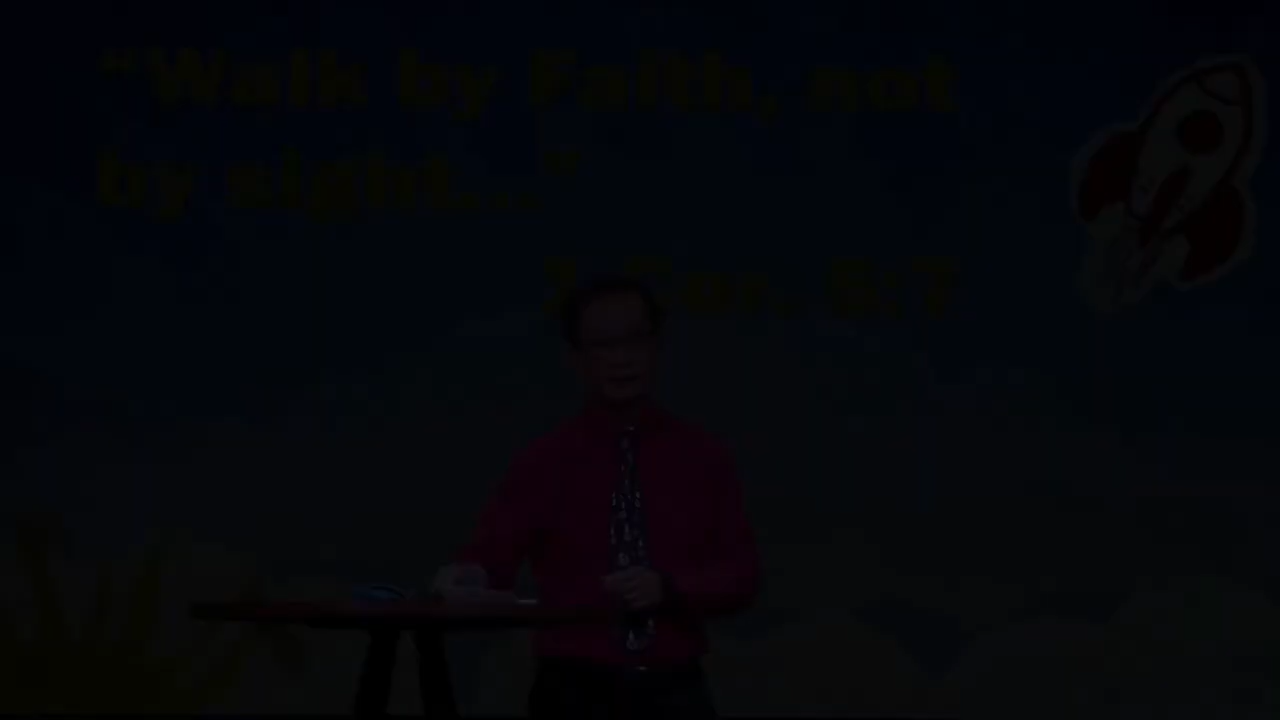 “Walk by Faith, not
by sight...”
2 Cor. 5:7